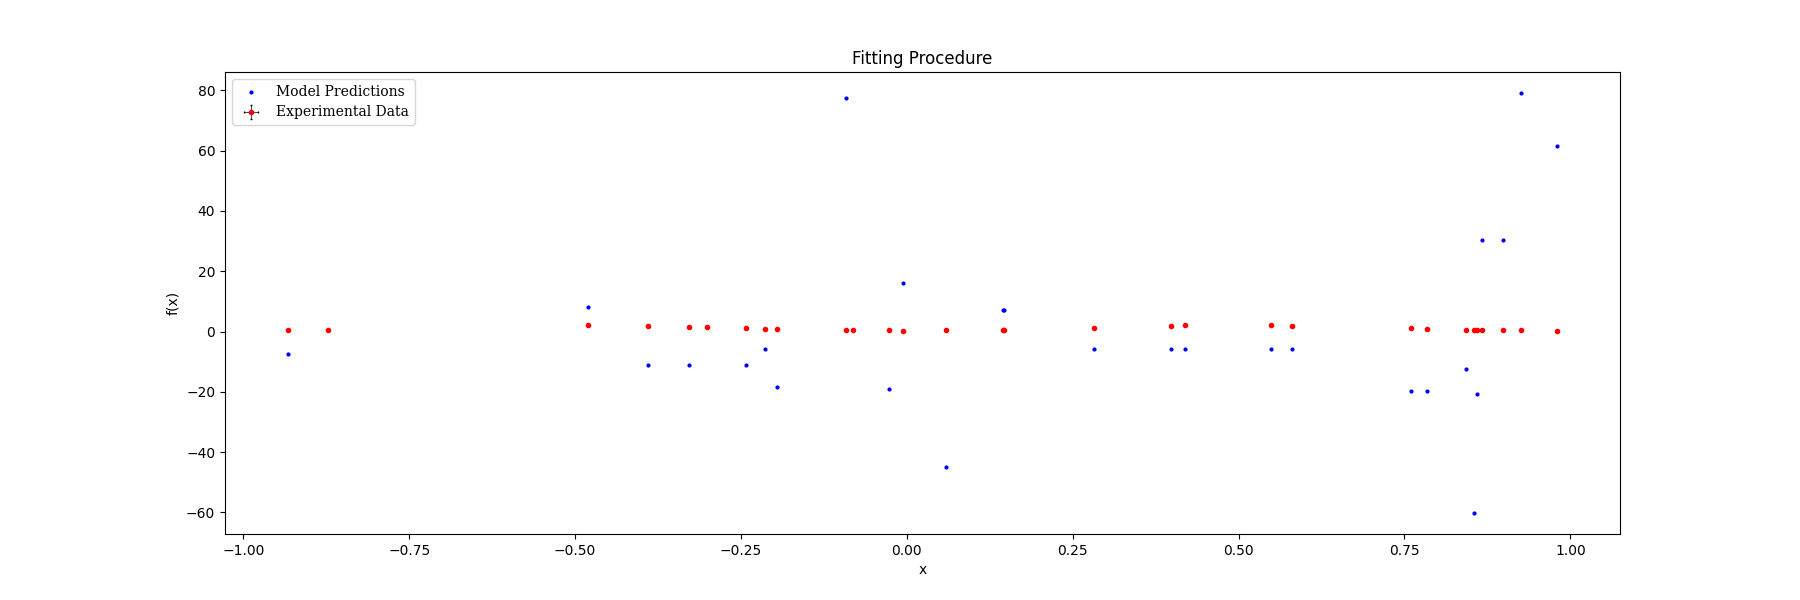 Fitting Procedure
Model Predictions
Experimental Data
f(x)
80
60
40
20
0
−20
−40
−60
−1.00 −0.75 −0.50 −0.25 0.00 0.25 0.50 0.75 1.00
x